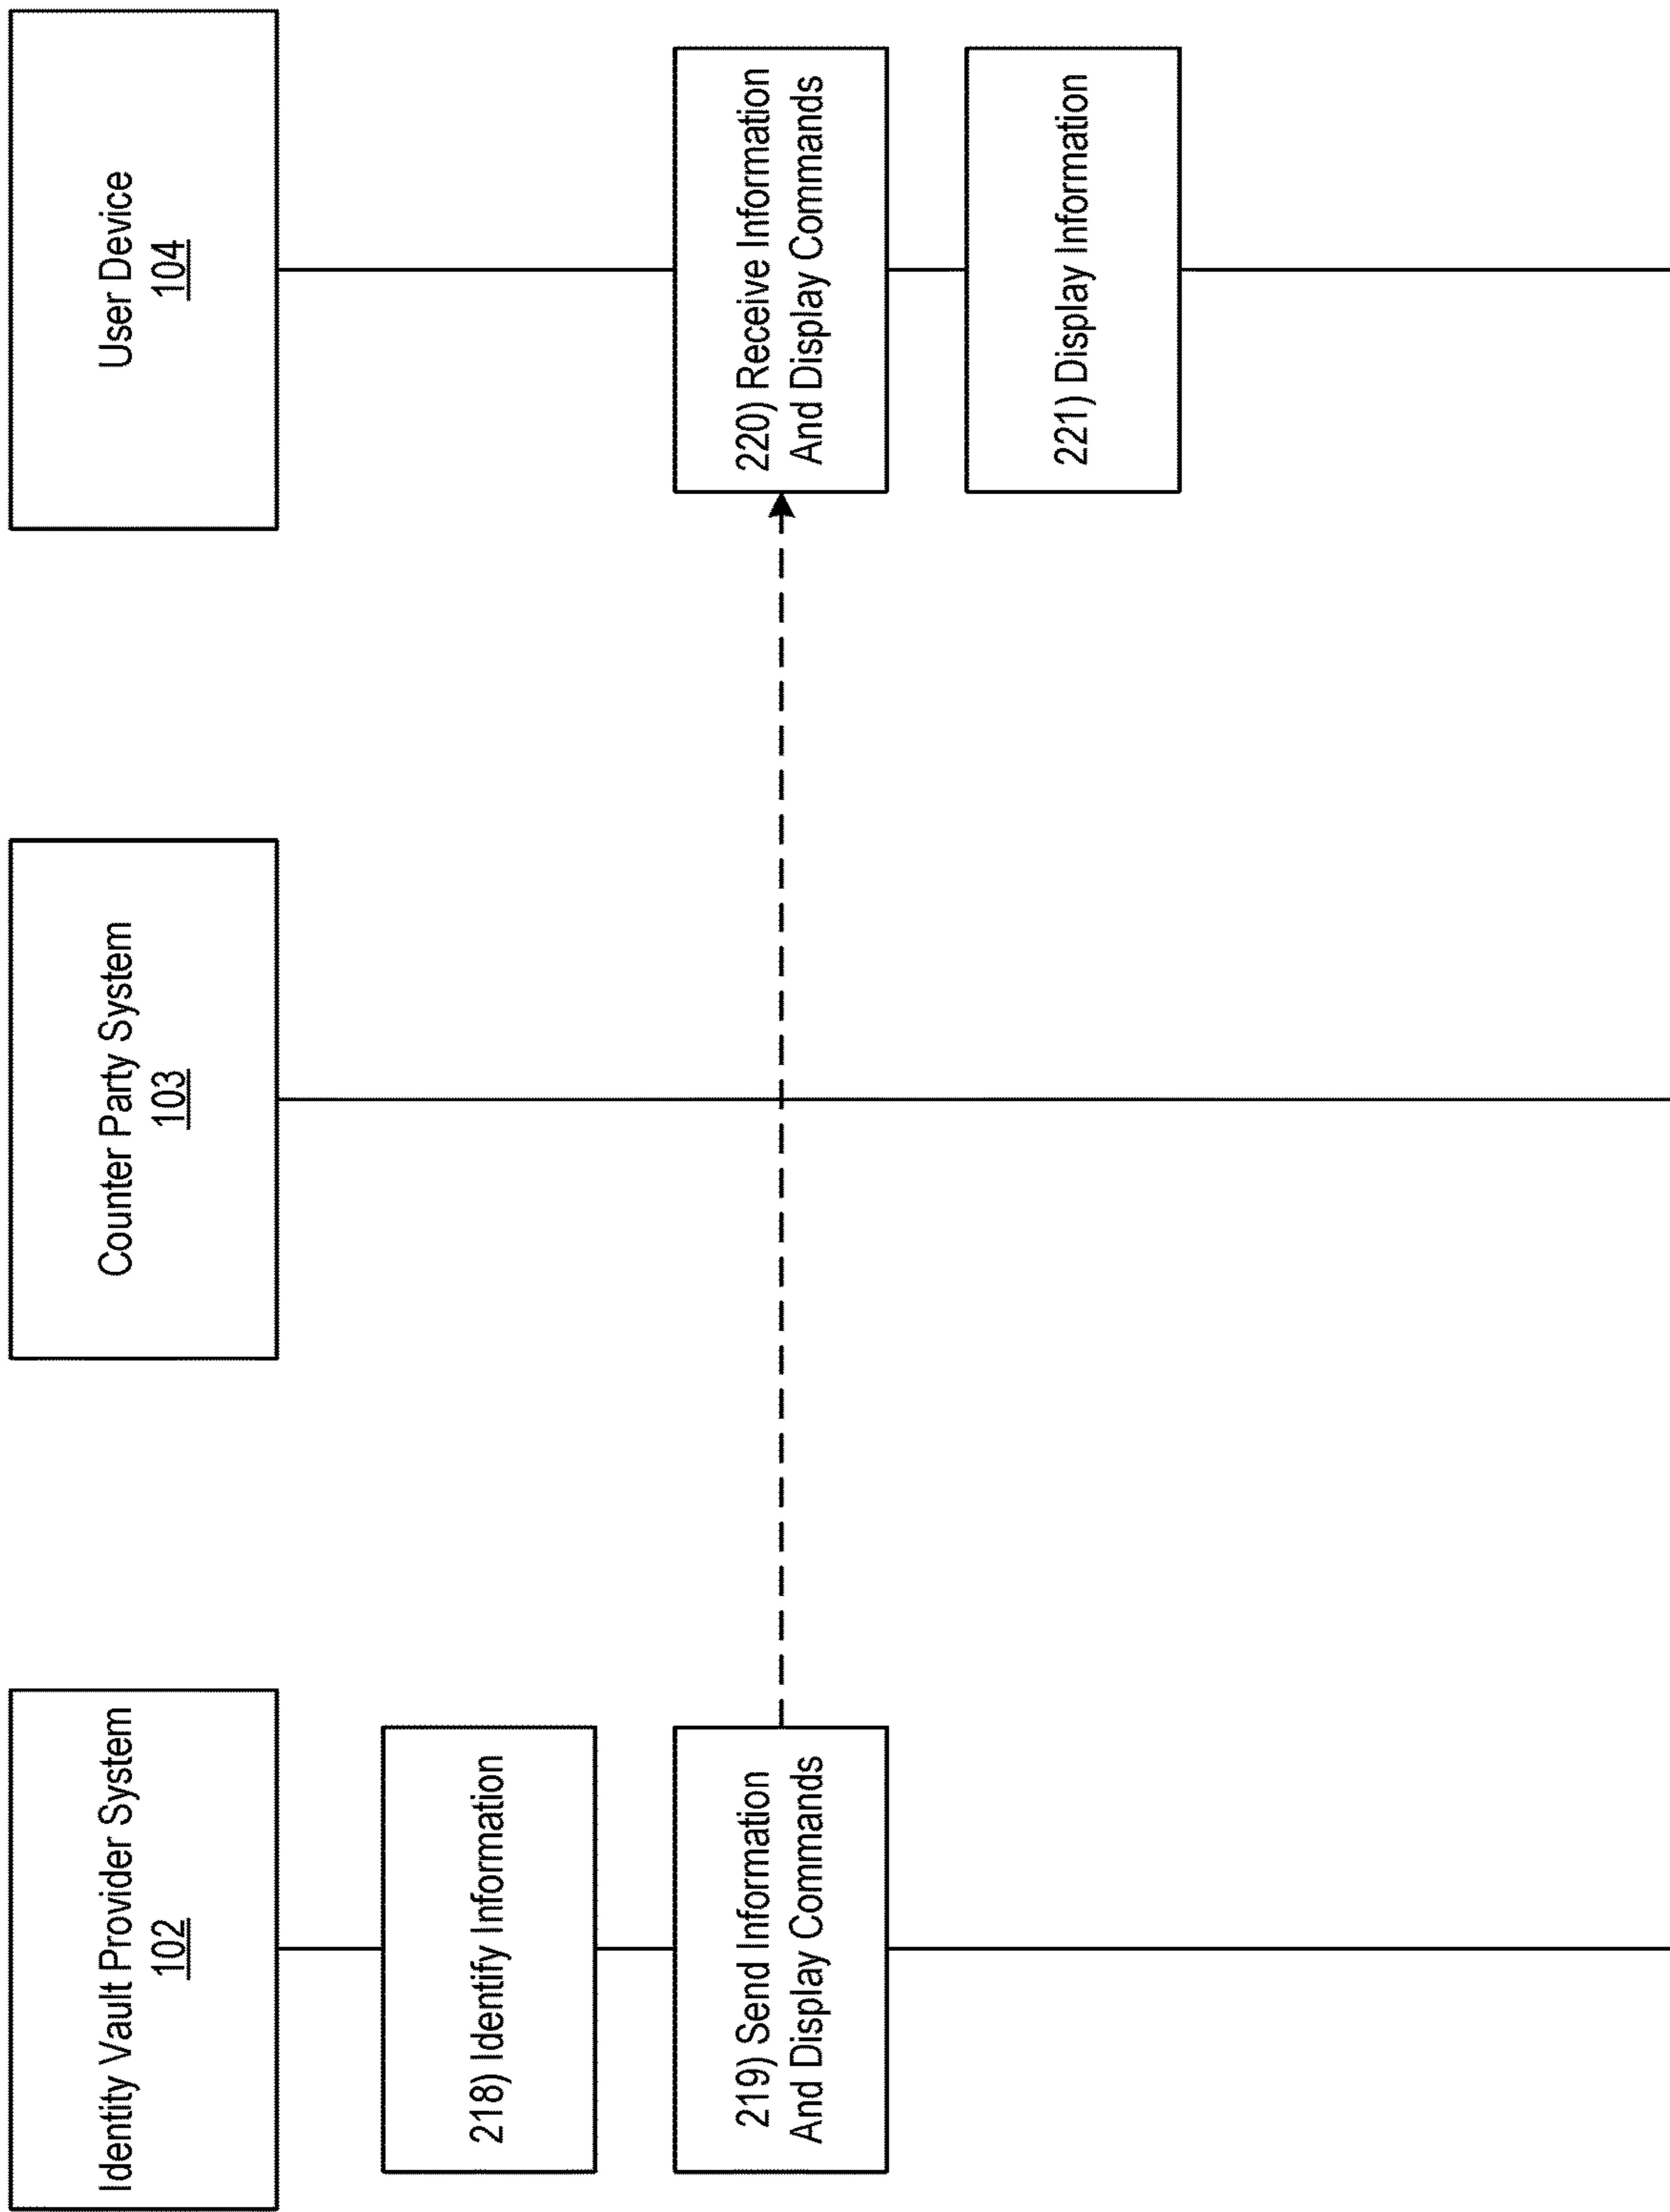 Identity Vault Provider System
102
Counter Party System
103
User Device
104
218) Identify Information
219) Send Information
And Display Commands
220) Receive Information
And Display Commands
221) Display Information